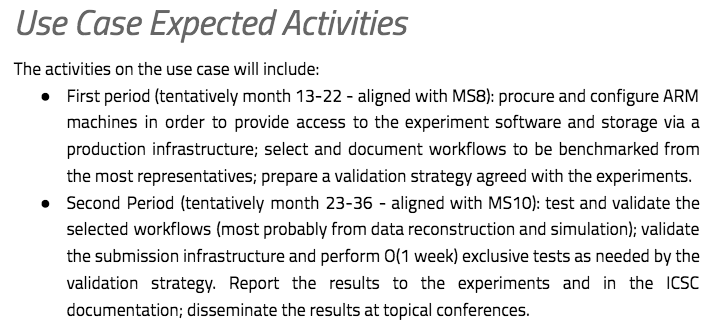 Use Case Expected Activities
The activities on the use case will include:
● First period (tentatively month 13-22 - aligned with MS8): procure and configure ARM
machines in order to provide access to the experiment software and storage via a
production infrastructure; select and document workflows to be benchmarked from
the most representatives; prepare a validation strategy agreed with the experiments.
● Second Period (tentatively month 23-36 - aligned with MS10): test and validate the
selected workflows (most probably from data reconstruction and simulation); validate
the submission infrastructure and perform O(1 week) exclusive tests as needed by the
validation strategy. Report the results to the experiments and in the ICSC
documentation; disseminate the results at topical conferences.